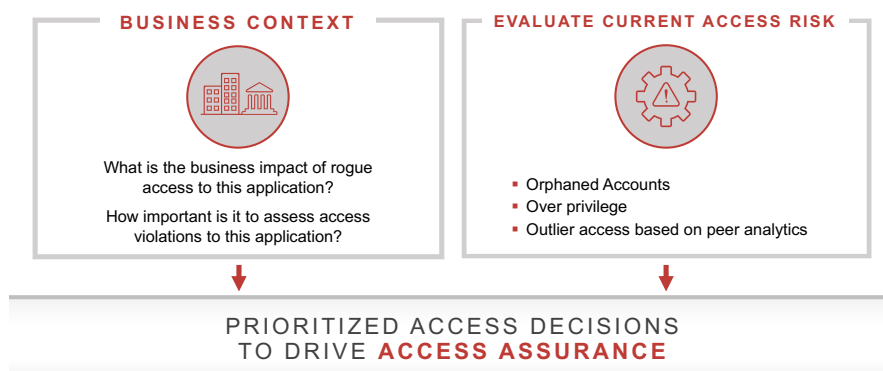 BUSINESS CONTEXT
What is the business impact of rogue
access to this application?
How important is it to assess access
violations to this application?
EVALUATE CURRENT ACCESS RISK
▪ Orphaned Accounts
▪ Over privilege
▪ Outlier access based on peer analytics
PRIORITIZED ACCESS DECISIONS
TO DRIVE ACCESS ASSURANCE